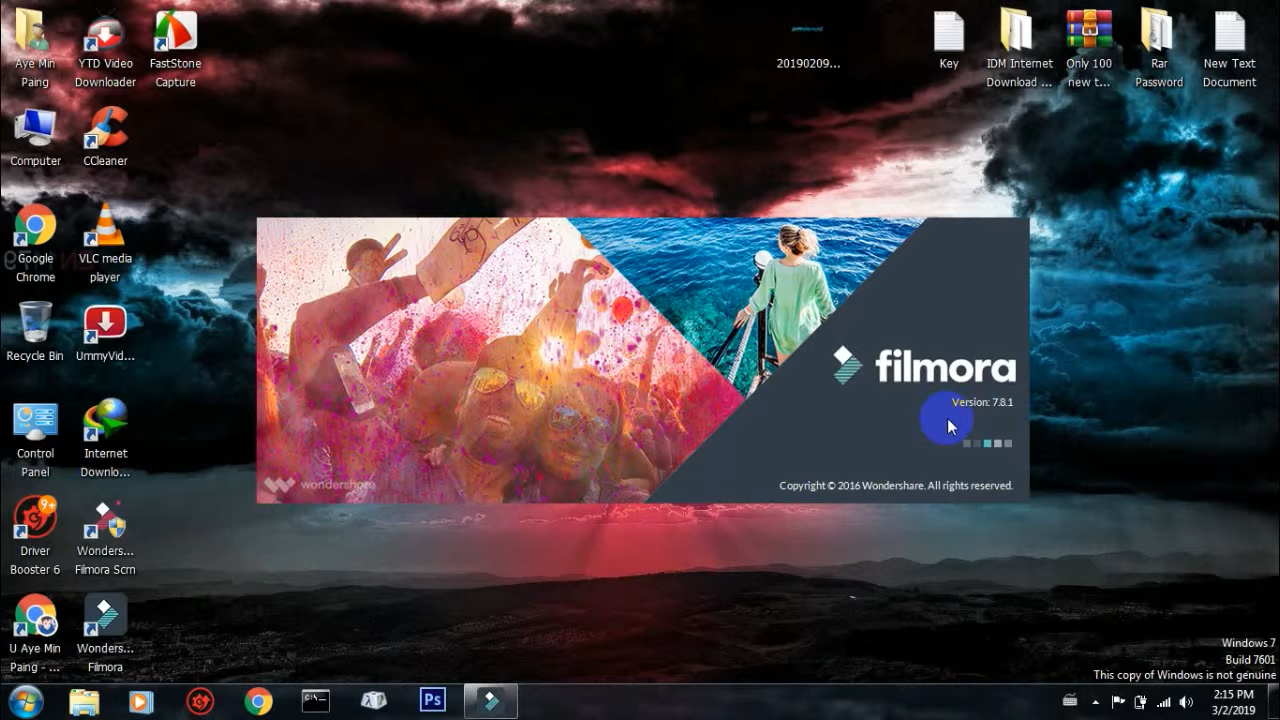 Aye Min
Paing
YTD Video
Downloader
FastStone
Capture
20190209...
Key
IDM Internet
Download ...
Only 100
new t...
Rar
Password
New Text
Document
Computer
CCleaner
Google
Chrome
VLC media
player
Recycle Bin
UmmyVid...
Control
Panel
Internet
Downlo...
9+
Driver
Booster 6
Wonders...
Filmora Scrn
U Aye Min
Paing - ...
Wonders...
Filmora
filmora
Version: 7.8.1
wondershare
Copyright © 2016 Wondershare. All rights reserved.
Windows 7
Build 7601
This copy of Windows is not genuine
C:\
Ps
2:15 PM
3/2/2019